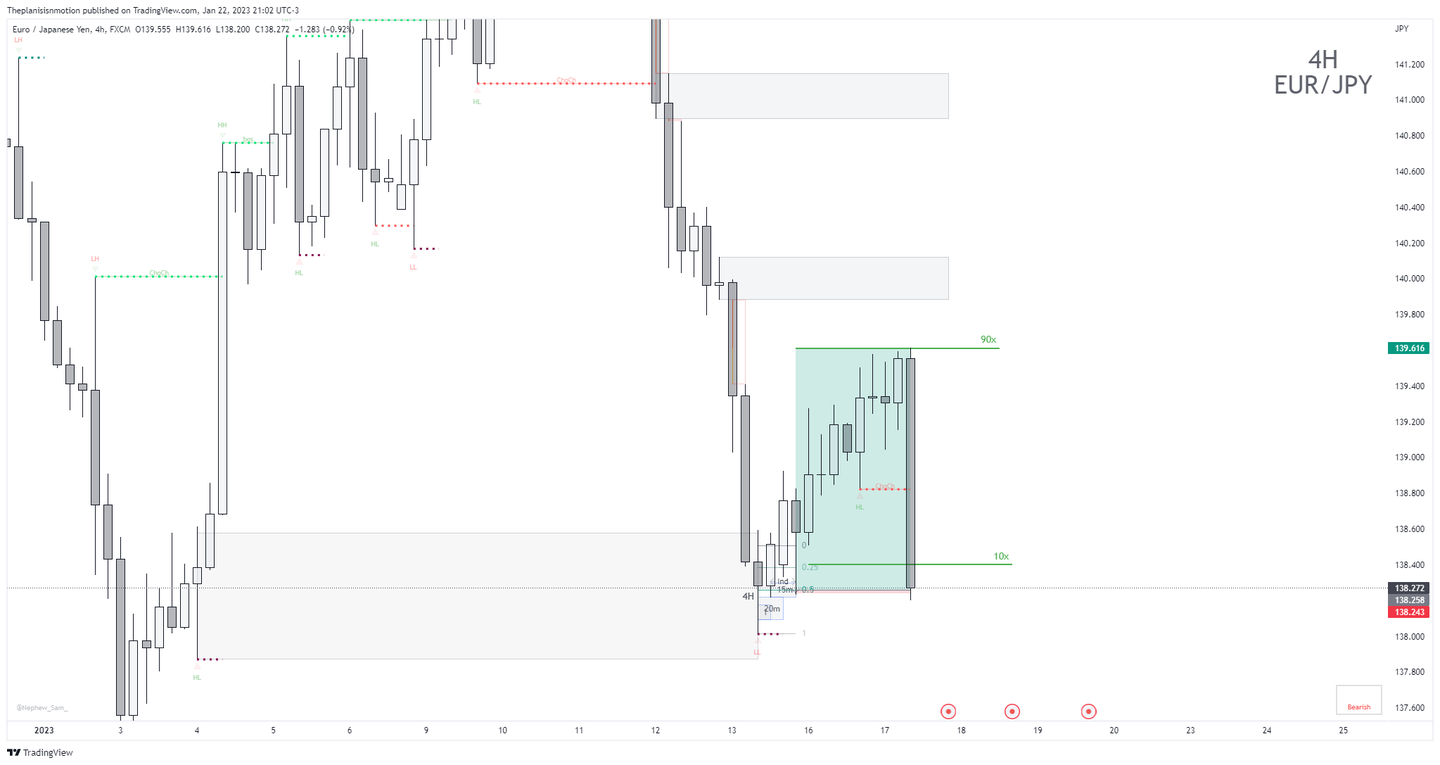 Theplanisinmotion published on TradingView.com, Jan 22, 2023 21:02 UTC-3
Euro / Japanese Yen, 4h, FXCM O139.555 H139.616 L138.200 C138.272 −1.283 (−0.92%)
JPY
4H
EUR/JPY
LH
141.200
ChoCh
141.000
HL
HH
bos
140.800
140.600
140.400
140.200
HL
LH
LL
HL
ChoCh
140.000
139.800
90x
139.616
139.400
139.200
139.000
ChoCh
138.800
HL
138.600
0
10x
0.25
138.400
Ind
15m
0.5
138.272
4H
138.258
20m
138.243
1
138.000
LL
HL
137.800
@Nephew_Sam_
Bearish
137.600
2023 3 4 5 6 9 10 11 12 13 16 17 18 19 20 23 24 25
TradingView